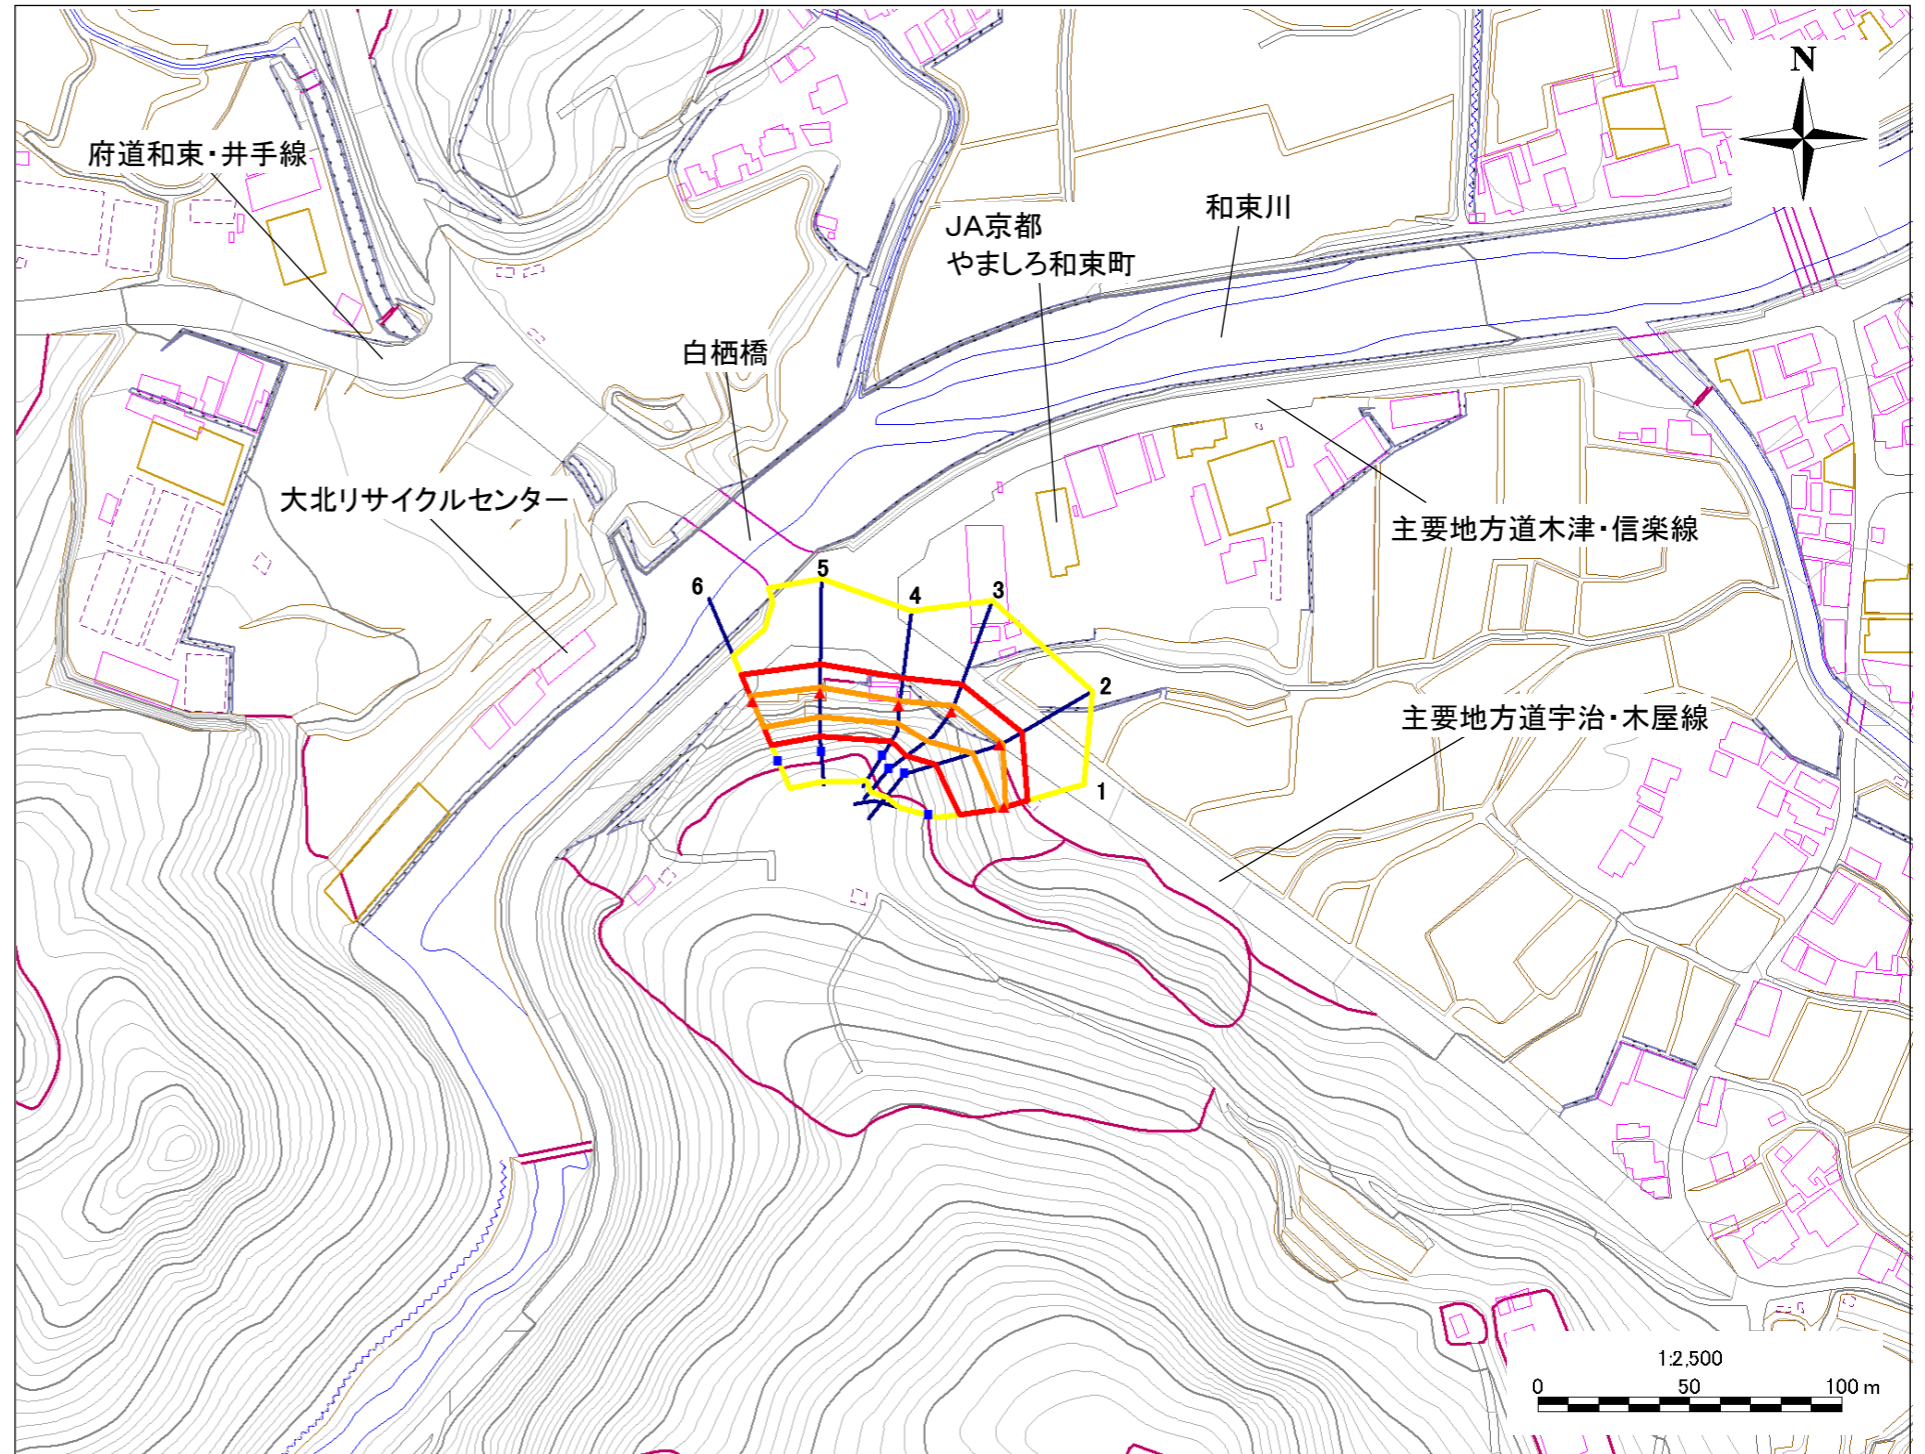 N
府道和束・井手線
和束川
JA京都
やましろ和束町
白栖橋
大北リサイクルセンター
主要地方道木津・信楽線
5
6
4
3
2
主要地方道宇治・木屋線
1
1:2,500
0
50
100 m